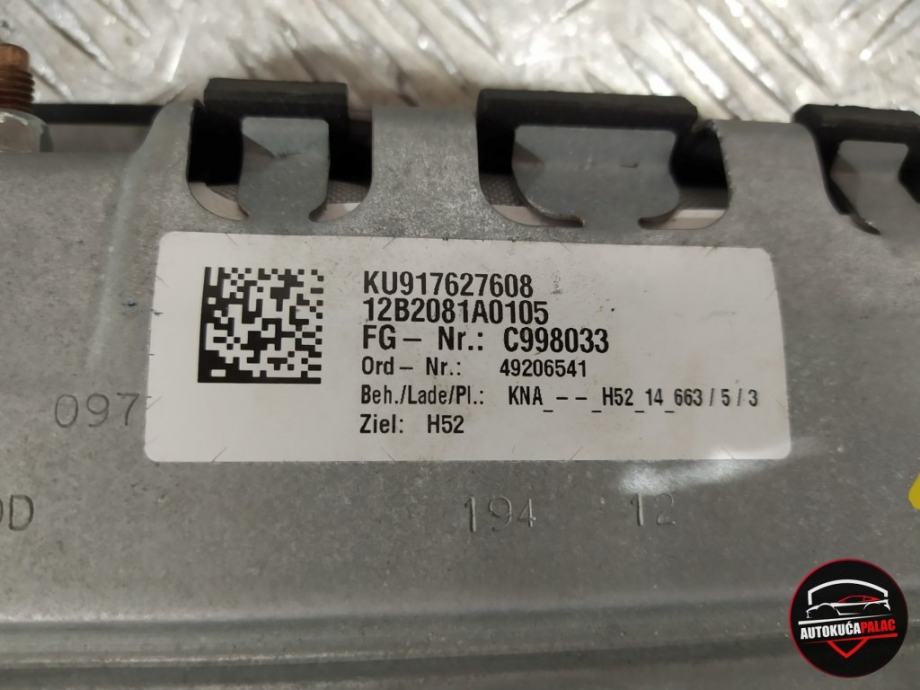 KU917627608
12B2081A0105
FG – Nr.: C998033
Ord – Nr.: 49206541
Beh./Lade/Pl.: KNA_ – – _H52_14_663 / 5 / 3
Ziel: H52
097
194 12
AUTOKUĆAPALAC